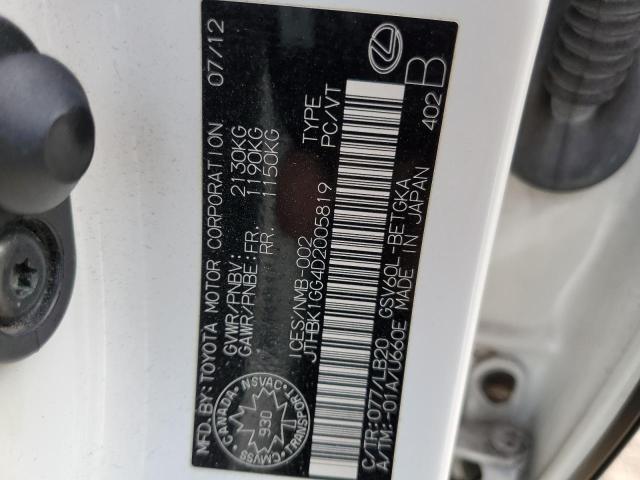 MFD. BY: TOYOTA MOTOR CORPORATION 07/12
GVWR/PNBV: 2130KG
GAWR/PNBE: FR. 1190KG
RR. 1150KG
CANADA NSVAC TRANSPORT CMVSS
930
ICES/NMB-002
JTHBK1GG4D2005819
TYPE
PC/VT
C/TR: 077/LB20 GSV60L-BETGKA
A/TM: -01A/U660E MADE IN JAPAN
402 B